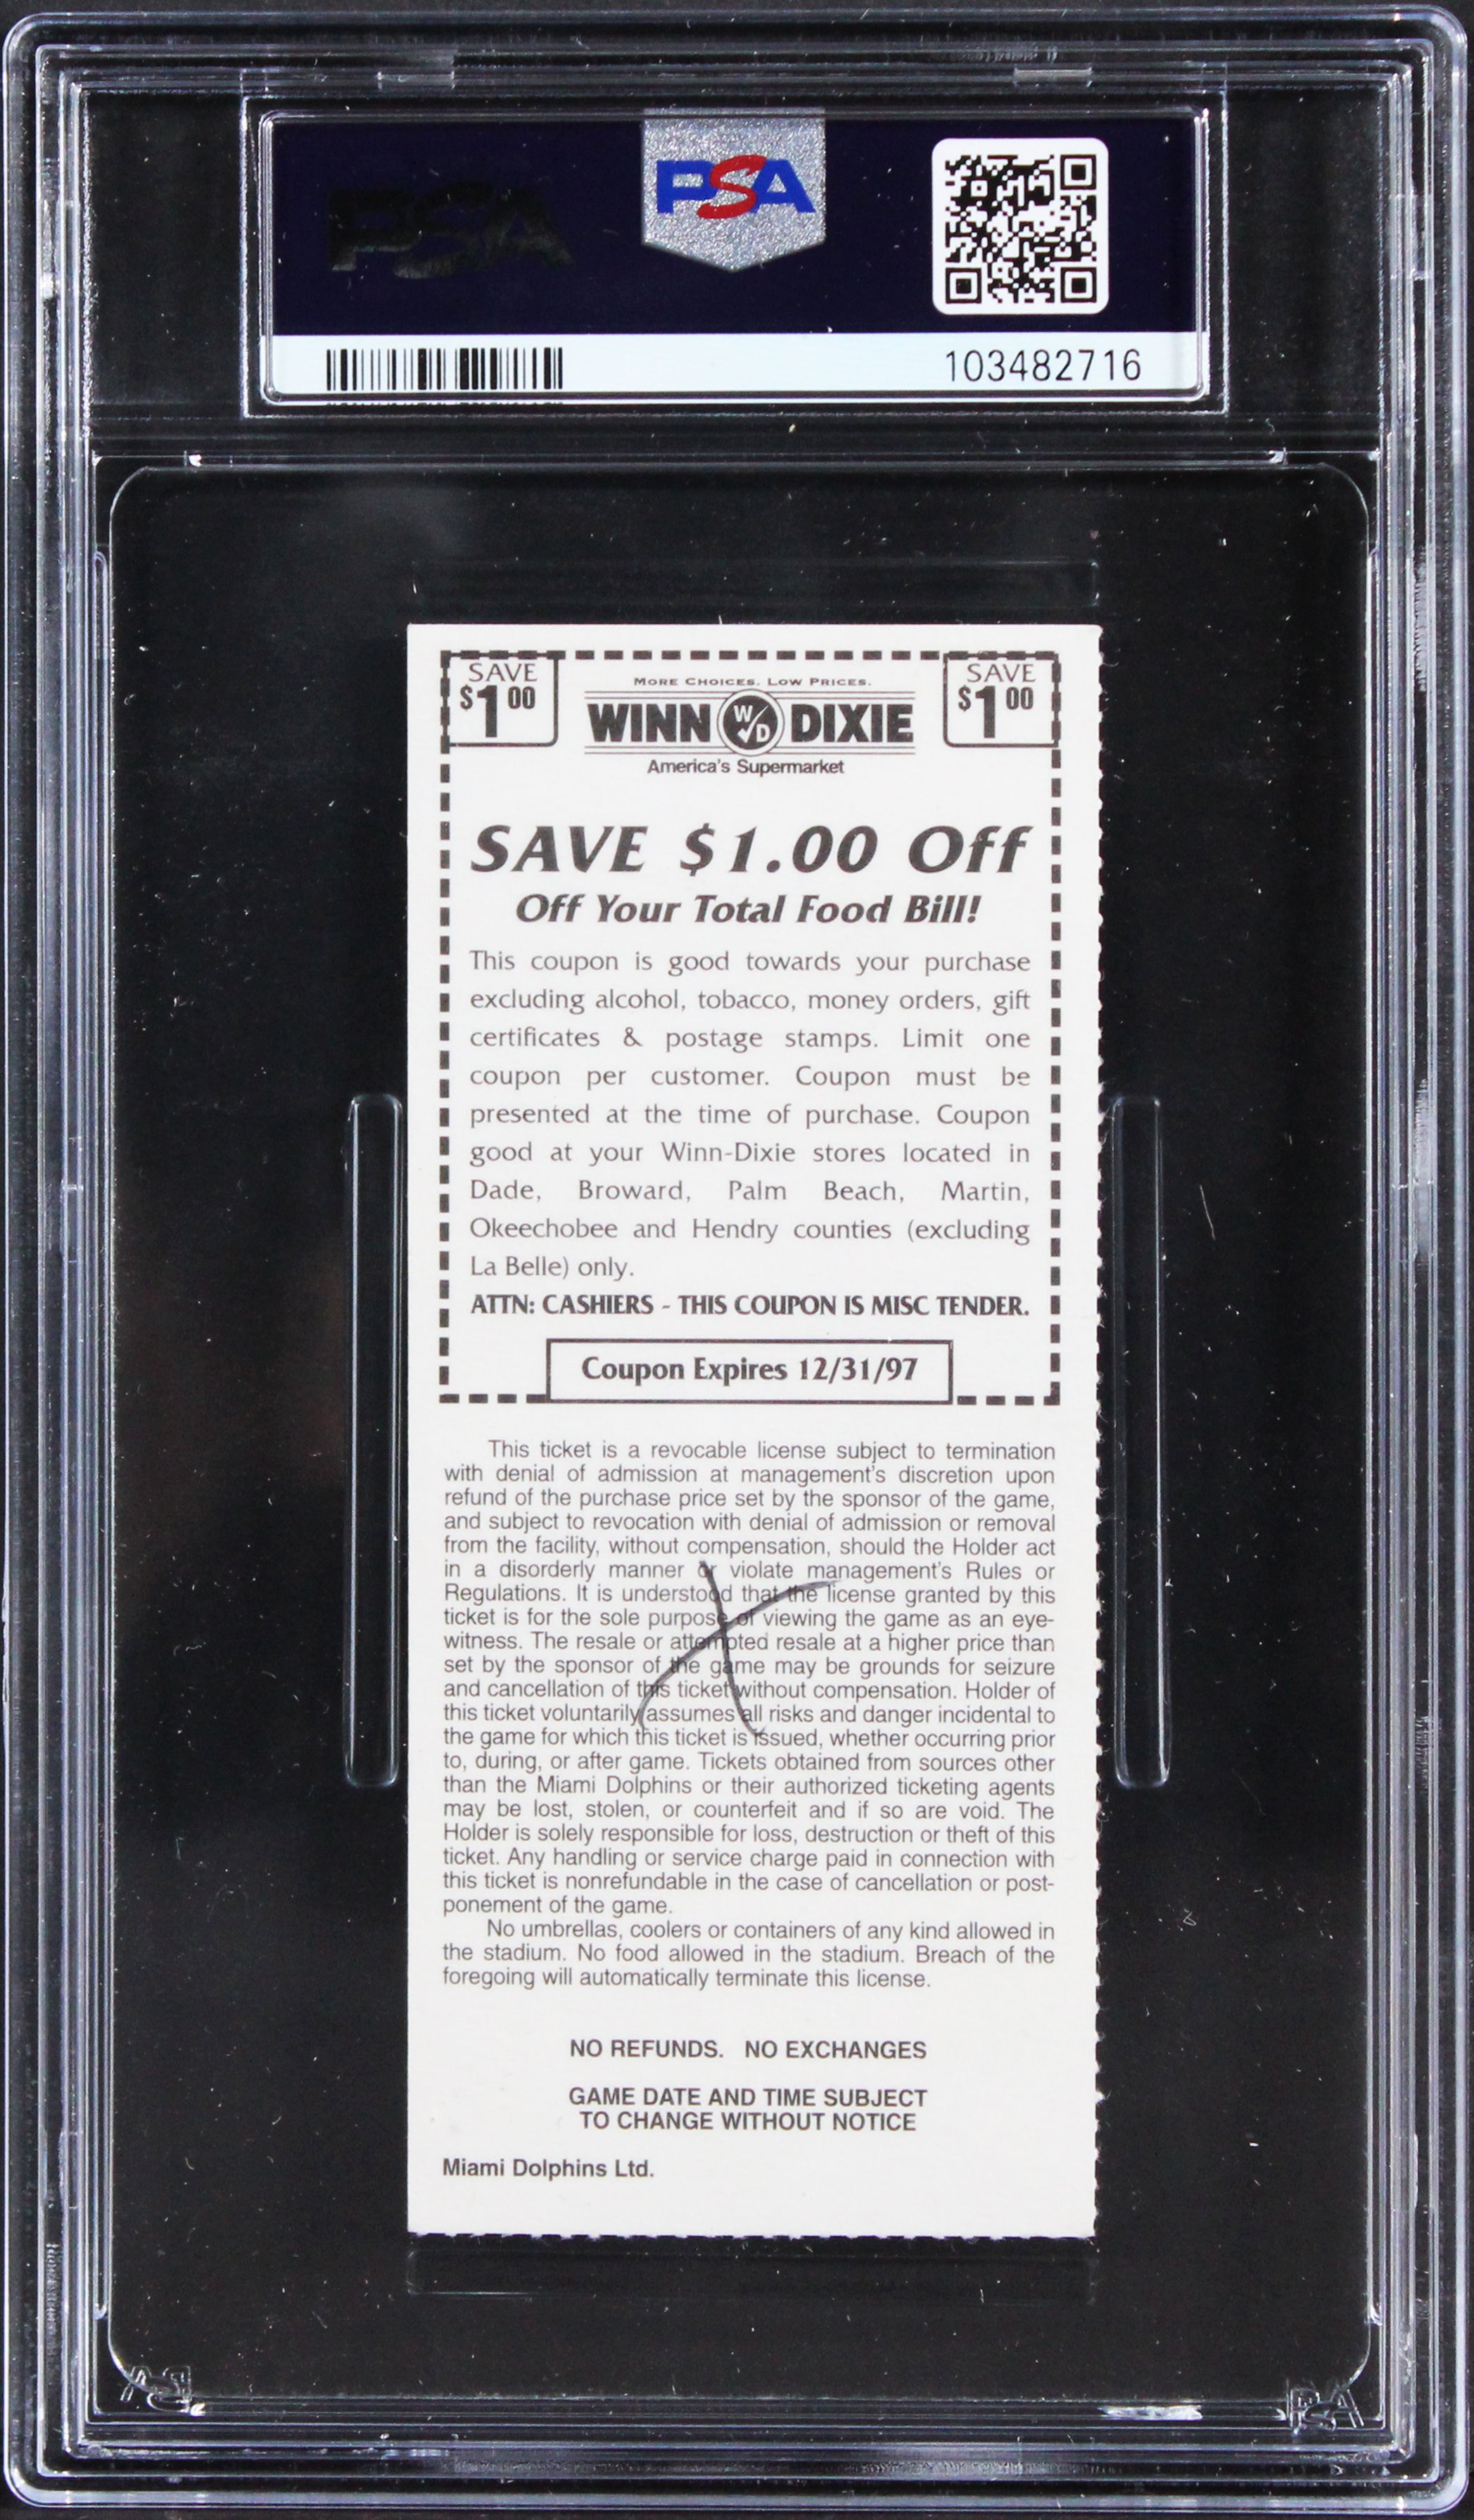 PSA
PSA
103482716
SAVE
$1 00
MORE CHOICES. LOW PRICES.
WINN W/D DIXIE
America's Supermarket
SAVE
$1 00
SAVE $1.00 Off
Off Your Total Food Bill!
This coupon is good towards your purchase
excluding alcohol, tobacco, money orders, gift
certificates & postage stamps. Limit one
coupon per customer. Coupon must be
presented at the time of purchase. Coupon
good at your Winn-Dixie stores located in
Dade, Broward, Palm Beach, Martin,
Okeechobee and Hendry counties (excluding
La Belle) only.
ATTN: CASHIERS - THIS COUPON IS MISC TENDER.
Coupon Expires 12/31/97
This ticket is a revocable license subject to termination
with denial of admission at management's discretion upon
refund of the purchase price set by the sponsor of the game,
and subject to revocation with denial of admission or removal
from the facility, without compensation, should the Holder act
in a disorderly manner or violate management's Rules or
Regulations. It is understood that the license granted by this
ticket is for the sole purpose of viewing the game as an eye-
witness. The resale or attempted resale at a higher price than
set by the sponsor of the game may be grounds for seizure
and cancellation of this ticket without compensation. Holder of
this ticket voluntarily assumes all risks and danger incidental to
the game for which this ticket is issued, whether occurring prior
to, during, or after game. Tickets obtained from sources other
than the Miami Dolphins or their authorized ticketing agents
may be lost, stolen, or counterfeit and if so are void. The
Holder is solely responsible for loss, destruction or theft of this
ticket. Any handling or service charge paid in connection with
this ticket is nonrefundable in the case of cancellation or post-
ponement of the game.
No umbrellas, coolers or containers of any kind allowed in
the stadium. No food allowed in the stadium. Breach of the
foregoing will automatically terminate this license.
NO REFUNDS. NO EXCHANGES
GAME DATE AND TIME SUBJECT
TO CHANGE WITHOUT NOTICE
Miami Dolphins Ltd.
PSA